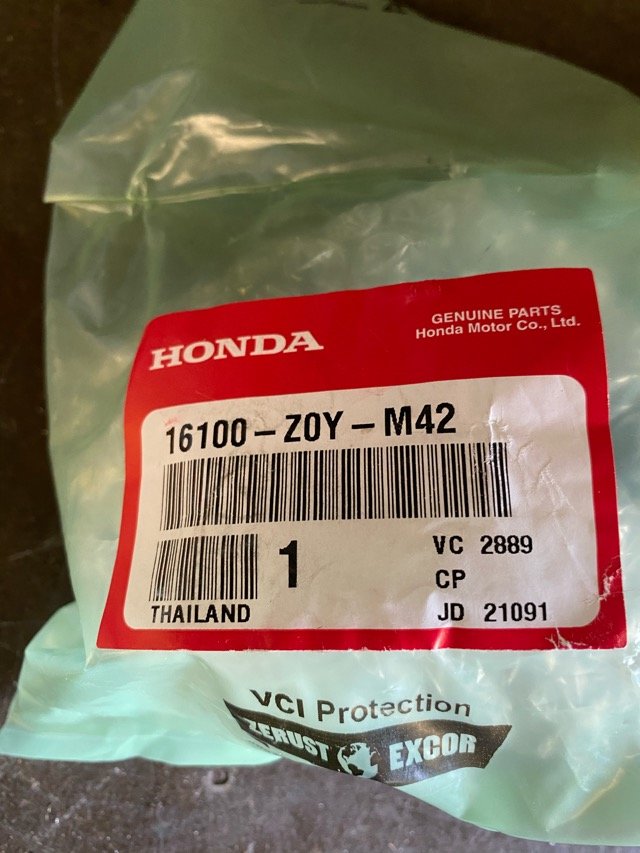 HONDA
GENUINE PARTS
Honda Motor Co., Ltd.
16100-Z0Y-M42
1
VC 2889
CP
THAILAND
JD 21091
VCI Protection
ZERUST EXCOR